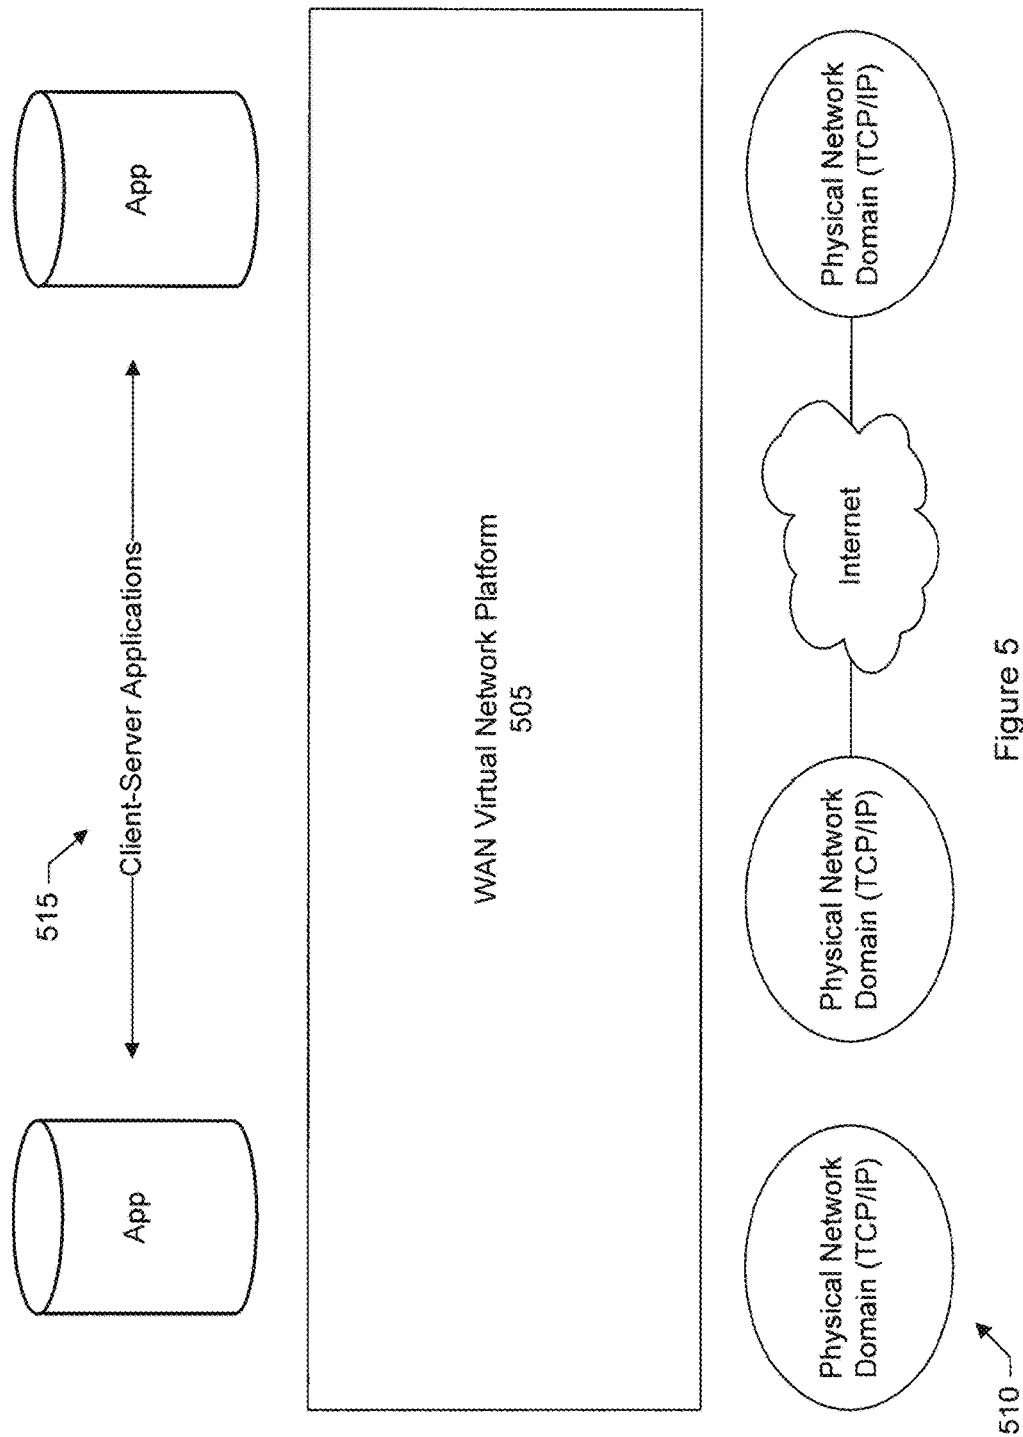 515
App
Client-Server Applications
App
WAN Virtual Network Platform
505
Physical Network
Domain (TCP/IP)
Physical Network
Domain (TCP/IP)
Internet
Physical Network
Domain (TCP/IP)
510
Figure 5